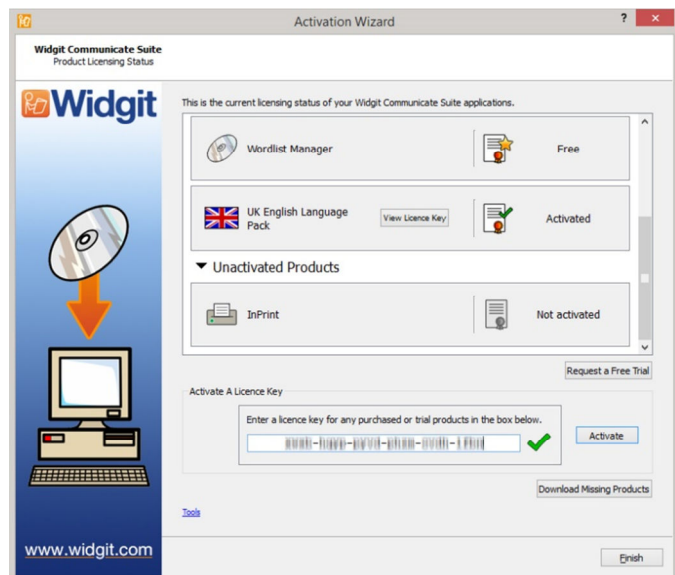 Activation Wizard
?
Widgit Communicate Suite
Product Licensing Status
Widgit
This is the current licensing status of your Widgit Communicate Suite applications.
Wordlist Manager
Free
UK English Language
Pack
View Licence Key
Activated
Unactivated Products
InPrint
Not activated
Request a Free Trial
Activate A Licence Key
Enter a licence key for any purchased or trial products in the box below.
Activate
Download Missing Products
Tools
www.widgit.com
Finish